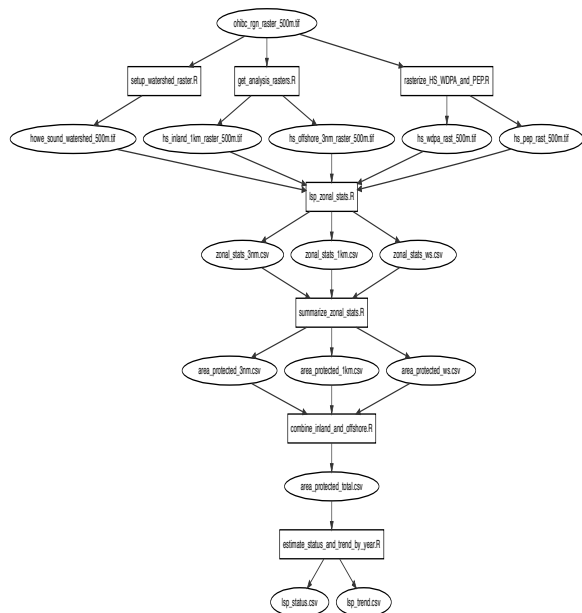 ohibc_rgn_raster_500m.tif
setup_watershed_raster.R
get_analysis_rasters.R
rasterize_HS_WDPA_and_PEP.R
howe_sound_watershed_500m.tif
hs_inland_1km_raster_500m.tif
hs_offshore_3nm_raster_500m.tif
hs_wdpa_rast_500m.tif
hs_pep_rast_500m.tif
lsp_zonal_stats.R
zonal_stats_3nm.csv
zonal_stats_1km.csv
zonal_stats_ws.csv
summarize_zonal_stats.R
area_protected_3nm.csv
area_protected_1km.csv
area_protected_ws.csv
combine_inland_and_offshore.R
area_protected_total.csv
estimate_status_and_trend_by_year.R
lsp_status.csv
lsp_trend.csv